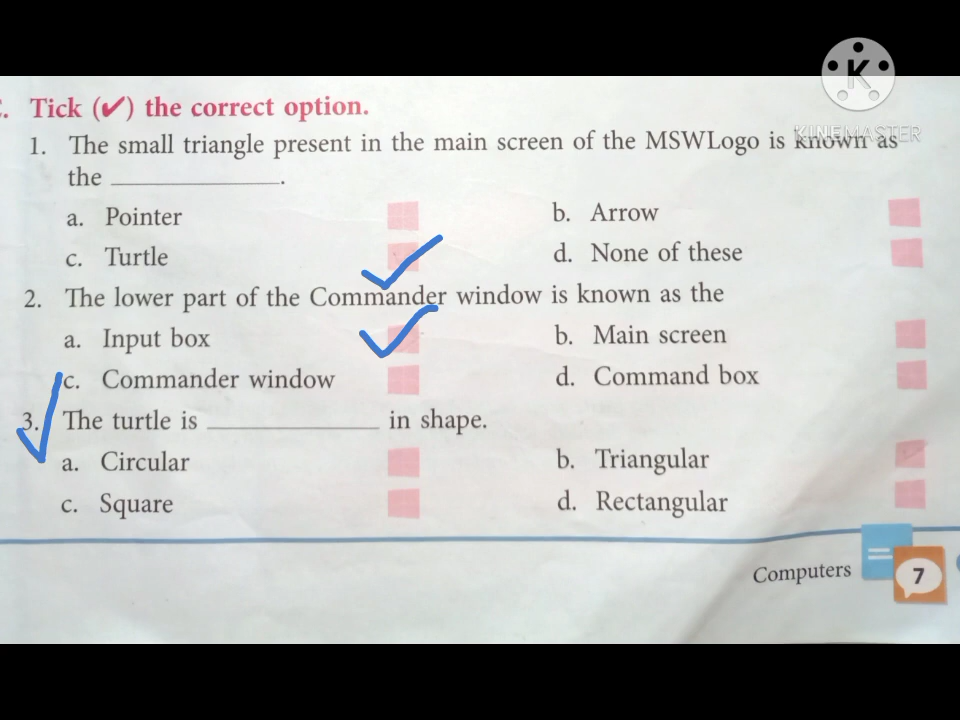 C. Tick (✔) the correct option.
1. The small triangle present in the main screen of the MSWLogo is known as
the ____________.
a. Pointer b. Arrow
c. Turtle d. None of these
2. The lower part of the Commander window is known as the
a. Input box b. Main screen
c. Commander window d. Command box
3. The turtle is ____________ in shape.
a. Circular b. Triangular
c. Square d. Rectangular
Computers 7
K
KINEMASTER